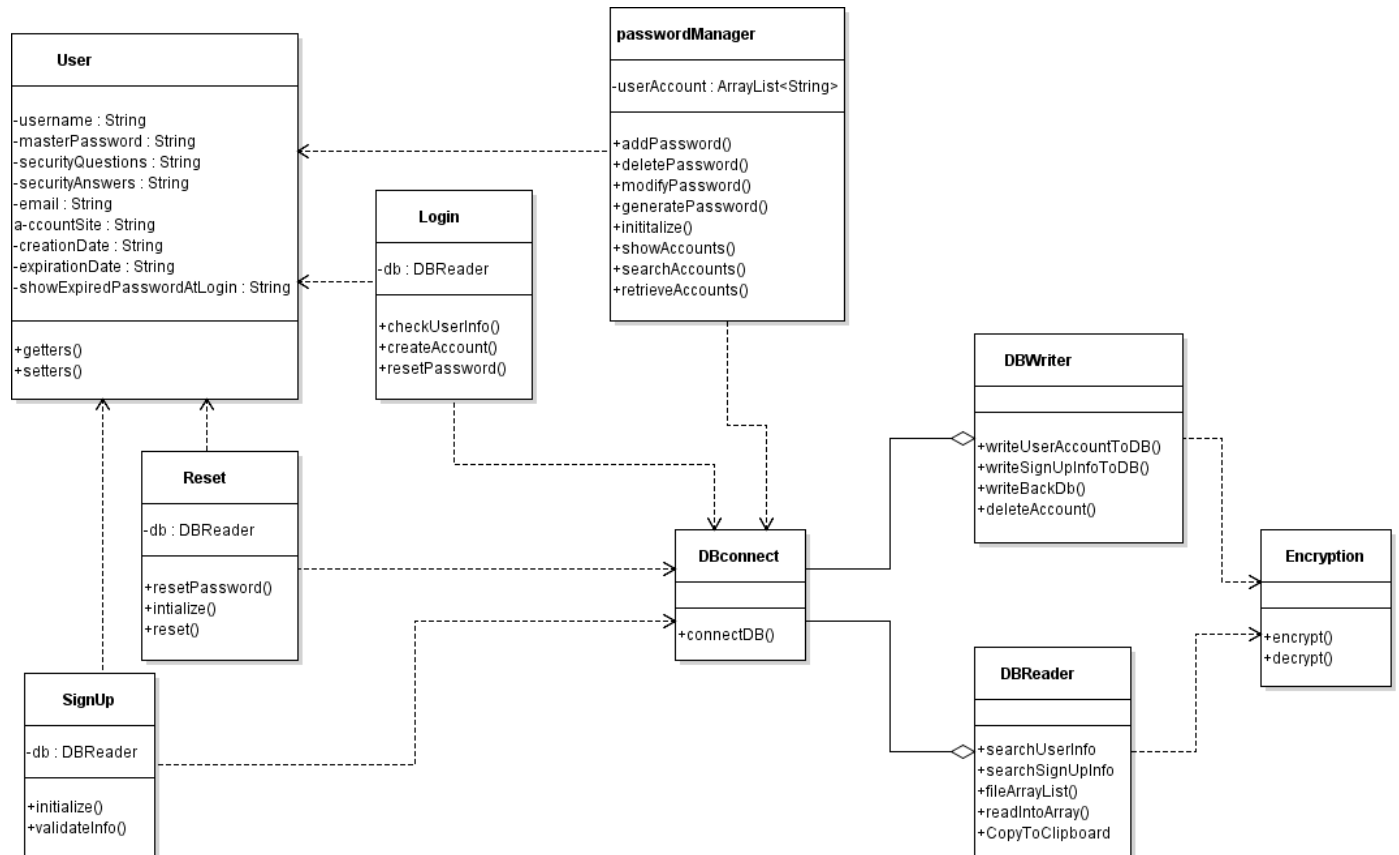 User
-username : String
-masterPassword : String
-securityQuestions : String
-securityAnswers : String
-email : String
a-ccountSite : String
-creationDate : String
-expirationDate : String
-showExpiredPasswordAtLogin : String
+getters()
+setters()
passwordManager
-userAccount : ArrayList<String>
+addPassword()
+deletePassword()
+modifyPassword()
+generatePassword()
+inititalize()
+showAccounts()
+searchAccounts()
+retrieveAccounts()
Login
-db : DBReader
+checkUserInfo()
+createAccount()
+resetPassword()
Reset
-db : DBReader
+resetPassword()
+intialize()
+reset()
SignUp
-db : DBReader
+initialize()
+validateInfo()
DBconnect
+connectDB()
DBWriter
+writeUserAccountToDB()
+writeSignUpInfoToDB()
+writeBackDb()
+deleteAccount()
DBReader
+searchUserInfo
+searchSignUpInfo
+fileArrayList()
+readIntoArray()
+CopyToClipboard
Encryption
+encrypt()
+decrypt()